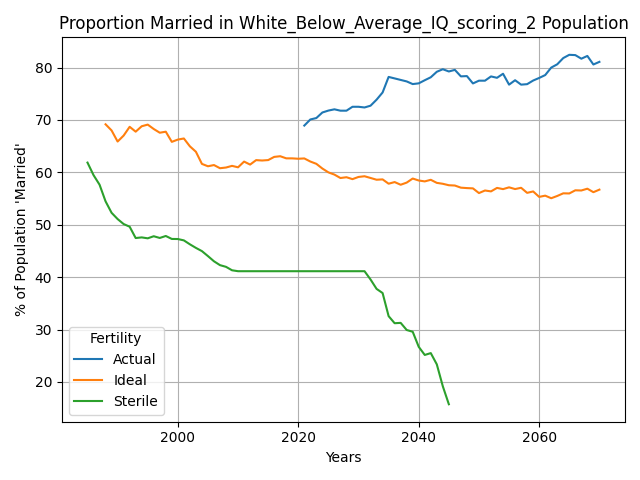 Proportion Married in White_Below_Average_IQ_scoring_2 Population
% of Population 'Married'
80
70
60
50
40
30
20
Fertility
Actual
Ideal
Sterile
2000
2020
2040
2060
Years